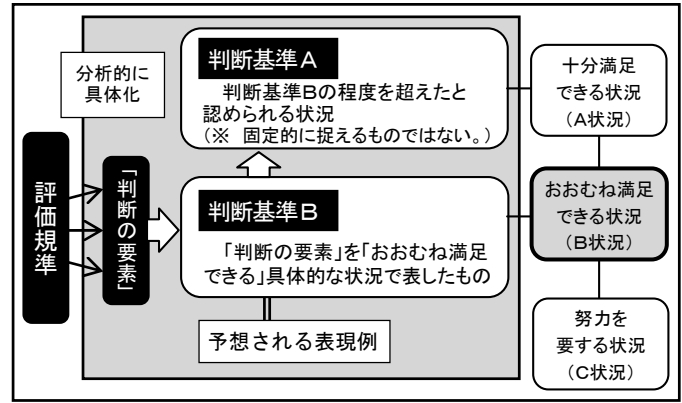 分析的に
具体化
評価規準
「判断の要素」
判断基準A
判断基準Bの程度を超えたと
認められる状況
(※ 固定的に捉えるものではない。)
判断基準B
「判断の要素」を「おおむね満足
できる」具体的な状況で表したもの
予想される表現例
十分満足
できる状況
(A状況)
おおむね満足
できる状況
(B状況)
努力を
要する状況
(C状況)